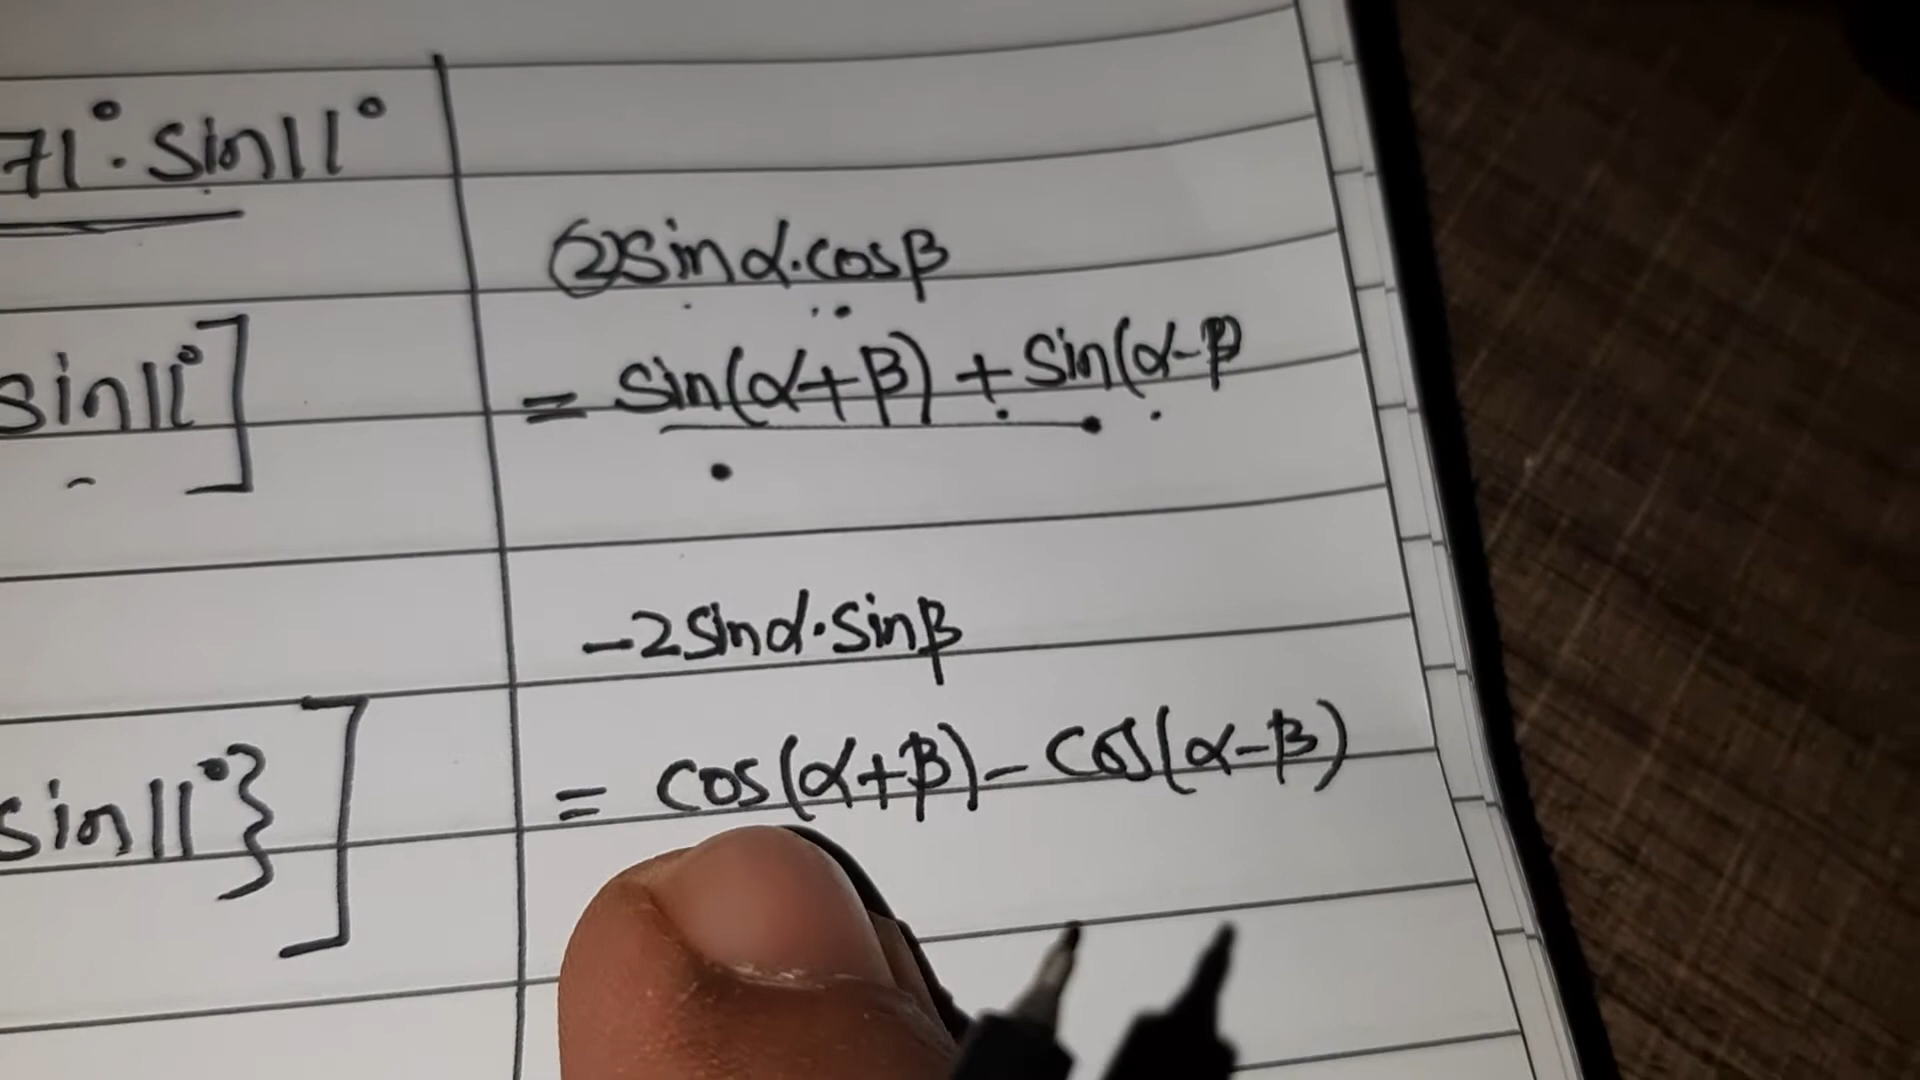 71°. sin11°
2sinα.cosβ
sin11°]
= sin(α+β) + sin(α-β)
-2sinα.sinβ
sin11°}]
= cos(α+β) - cos(α-β)